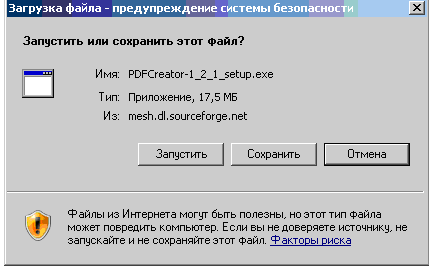 Загрузка файла - предупреждение системы безопасности
Запустить или сохранить этот файл?
Имя: PDFCreator-1_2_1_setup.exe
Тип: Приложение, 17,5 МБ
Из: mesh.dl.sourceforge.net
Запустить Сохранить Отмена
Файлы из Интернета могут быть полезны, но этот тип файла
может повредить компьютер. Если вы не доверяете источнику, не
запускайте и не сохраняйте этот файл. Факторы риска